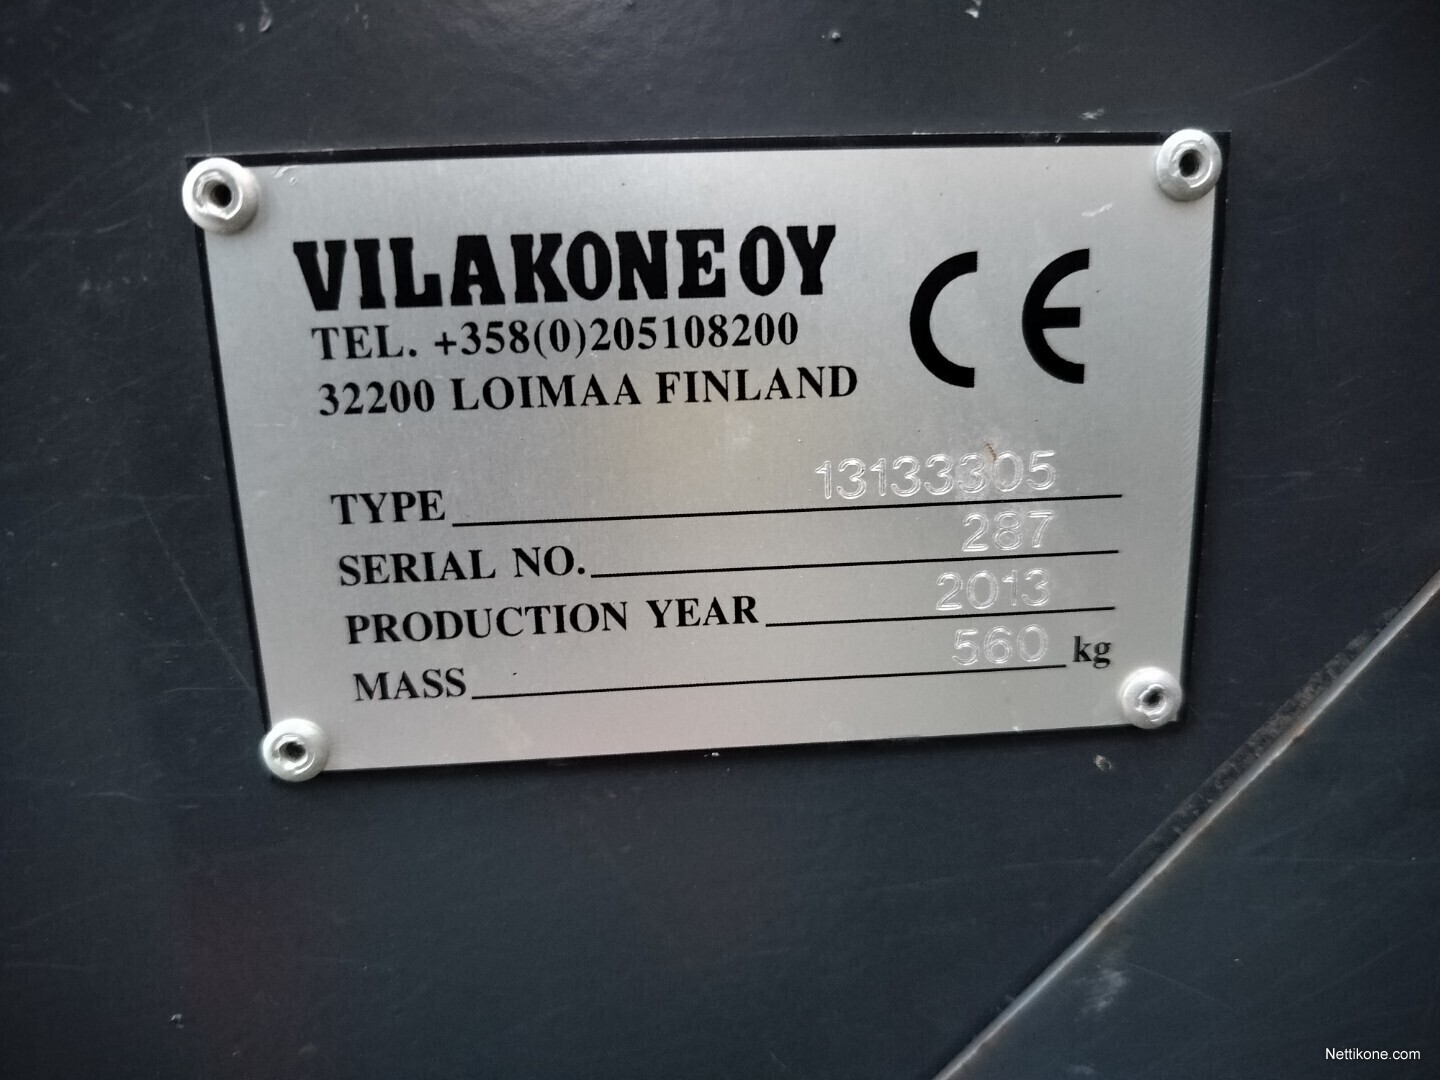 VILAKONE OY
TEL. +358(0)205108200
32200 LOIMAA FINLAND
CE
TYPE 13133305
SERIAL NO. 287
PRODUCTION YEAR 2013
MASS 560 kg
Nettikone.com